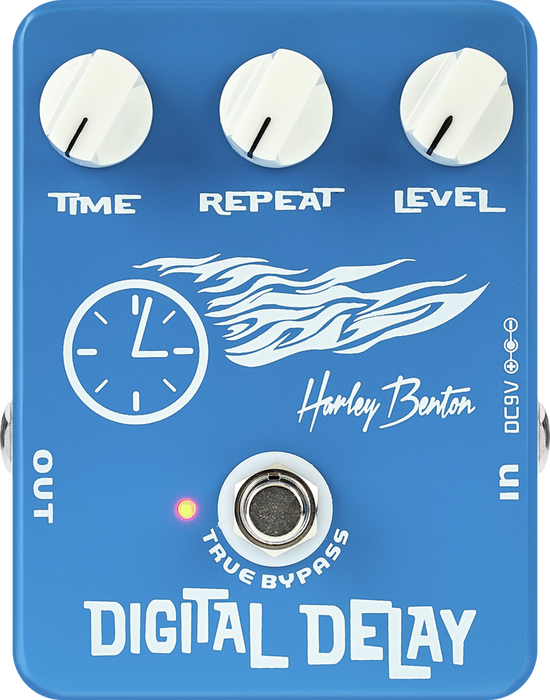 TIME REPEAT LEVEL
Harley Benton
DC9V
OUT
IN
TRUE BYPASS
DIGITAL DELAY